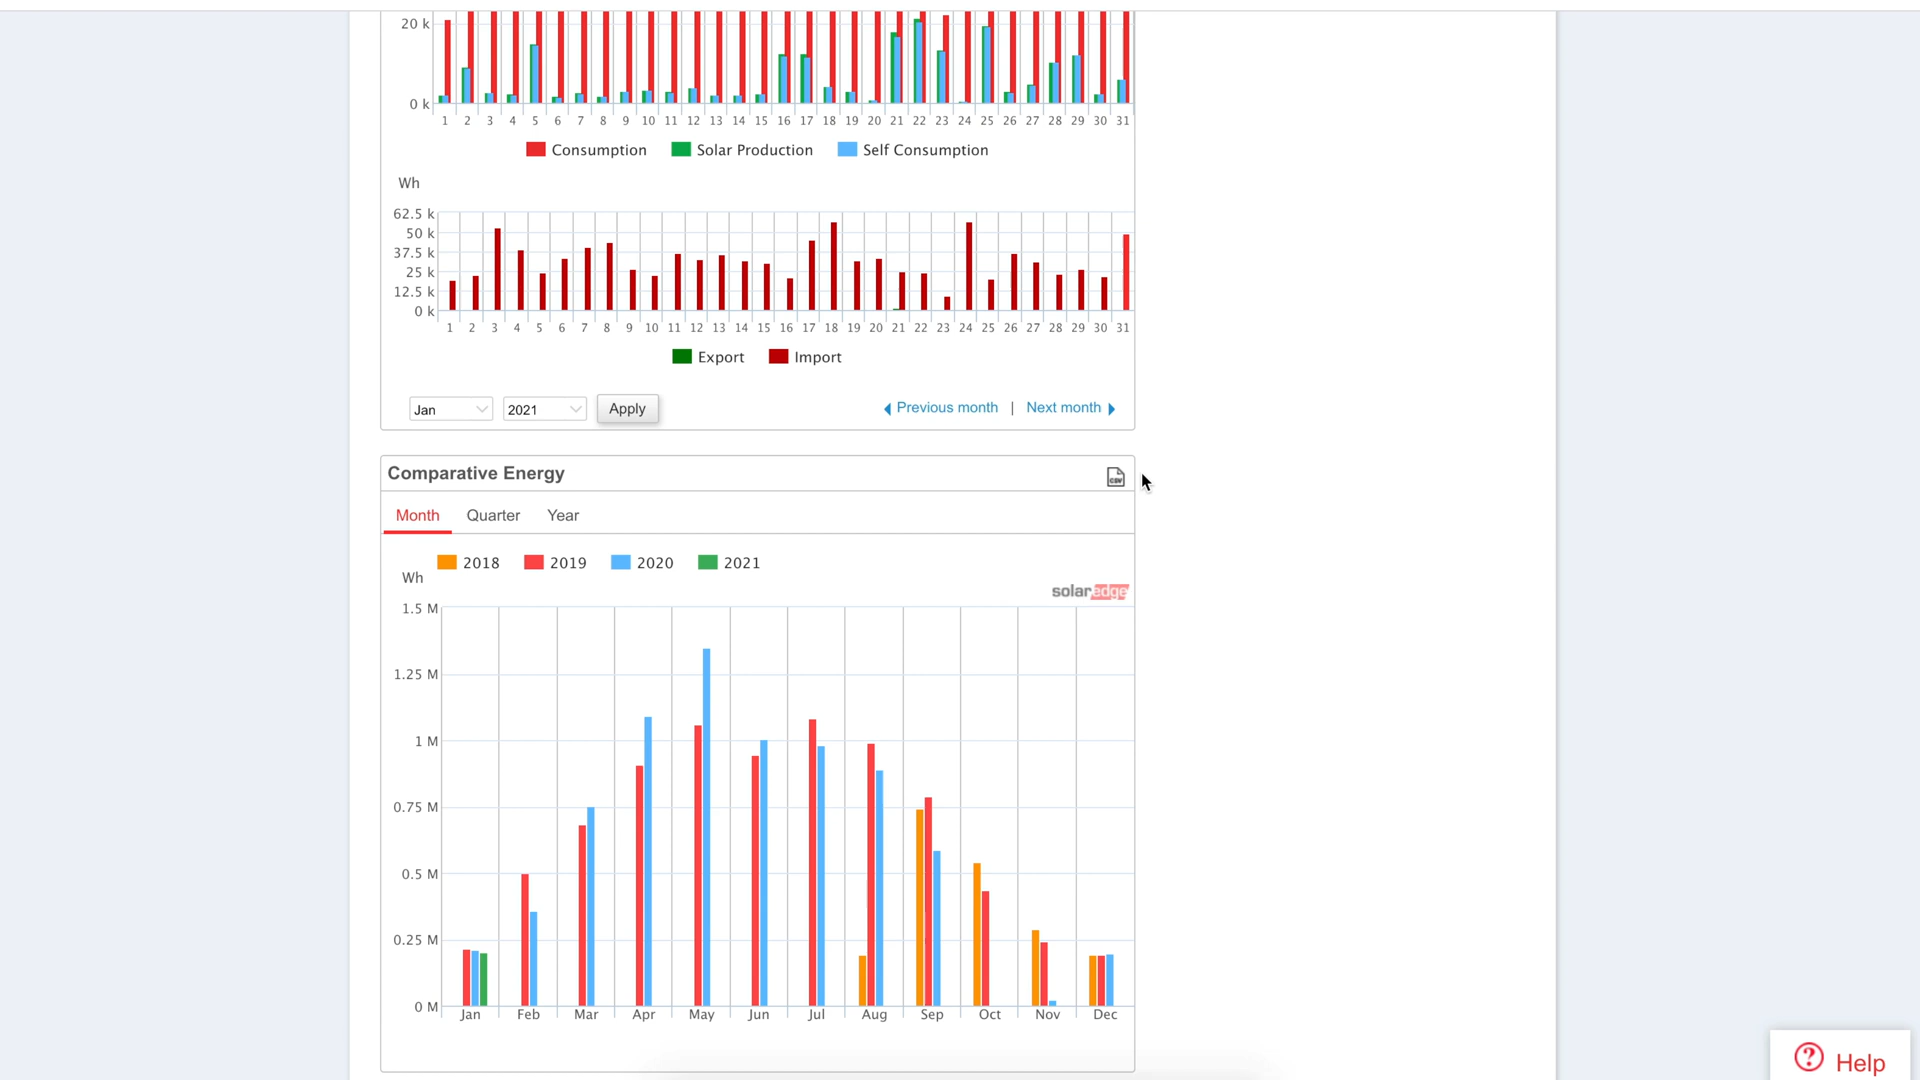 20 k
0 k
1 2 3 4 5 6 7 8 9 10 11 12 13 14 15 16 17 18 19 20 21 22 23 24 25 26 27 28 29 30 31
Consumption Solar Production Self Consumption
Wh
62.5 k
50 k
37.5 k
25 k
12.5 k
0 k
1 2 3 4 5 6 7 8 9 10 11 12 13 14 15 16 17 18 19 20 21 22 23 24 25 26 27 28 29 30 31
Export Import
Jan 2021 Apply Previous month | Next month
Comparative Energy CSV
Month Quarter Year
2018 2019 2020 2021
Wh
solaredge
1.5 M
1.25 M
1 M
0.75 M
0.5 M
0.25 M
0 M
Jan Feb Mar Apr May Jun Jul Aug Sep Oct Nov Dec
? Help